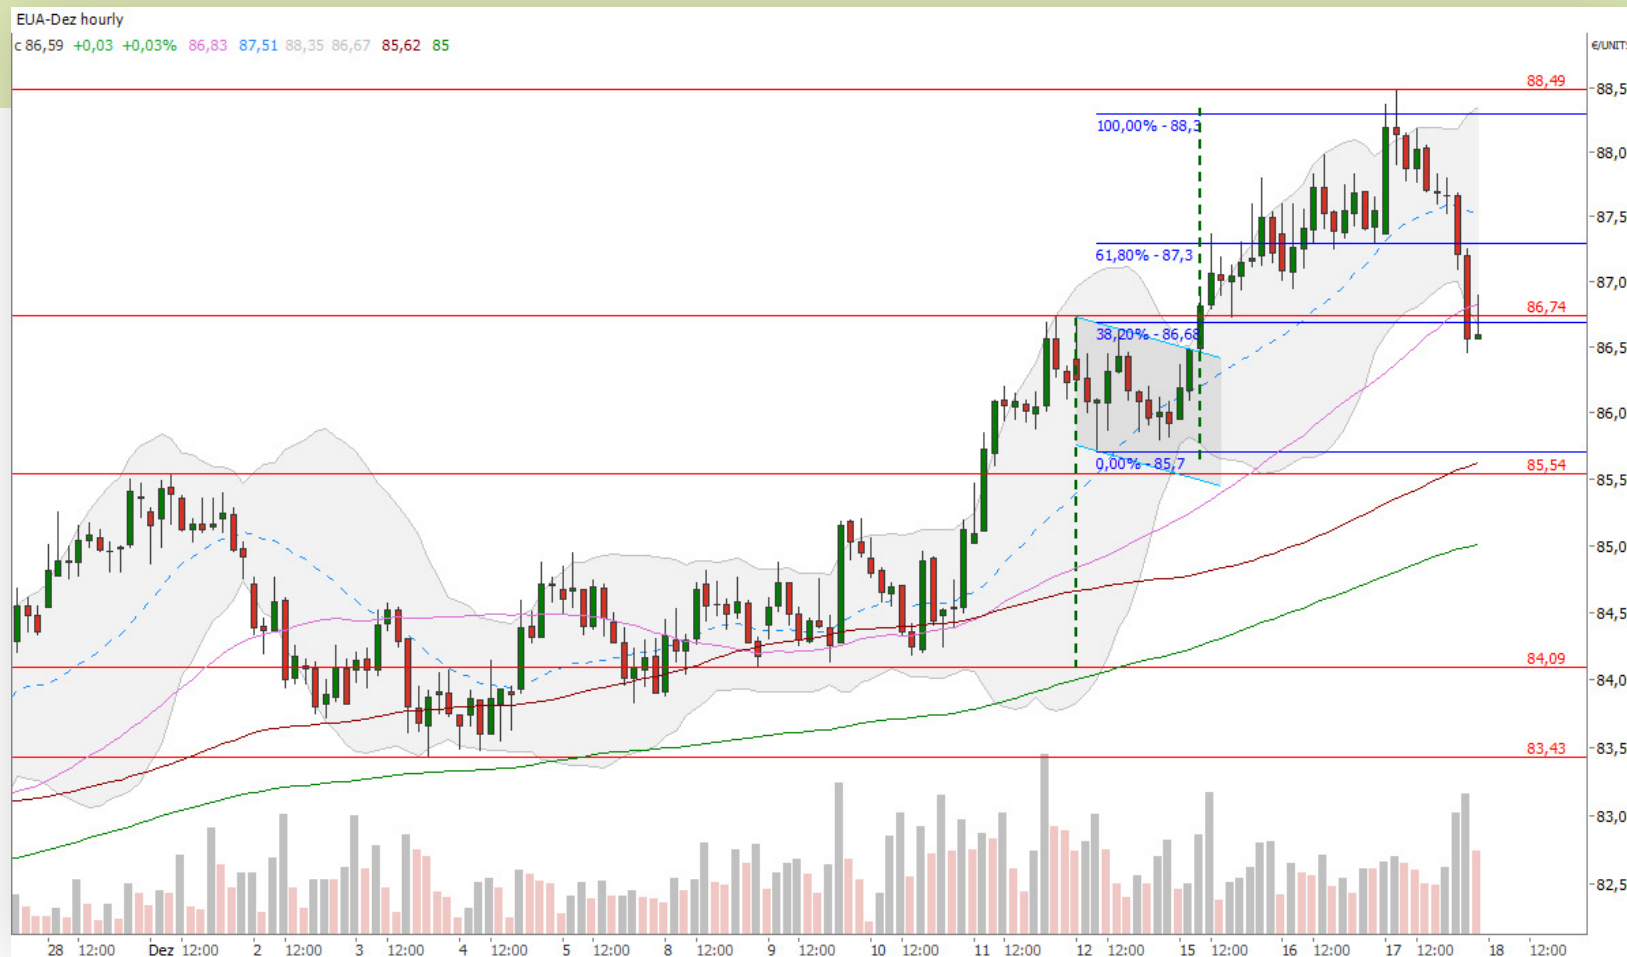 EUA-Dez hourly
c 86,59 +0,03 +0,03% 86,83 87,51 88,35 86,67 85,62 85
€/UNITS
88,49
88,5
100,00% - 88,3
88,0
87,5
61,80% - 87,3
87,0
86,74
38,20% - 86,68
86,5
86,0
0,00% - 85,7
85,54
85,5
85,0
84,5
84,09
84,0
83,43
83,5
83,0
82,5
28 12:00 Dez 12:00 2 12:00 3 12:00 4 12:00 5 12:00 8 12:00 9 12:00 10 12:00 11 12:00 12 12:00 15 12:00 16 12:00 17 12:00 18 12:00